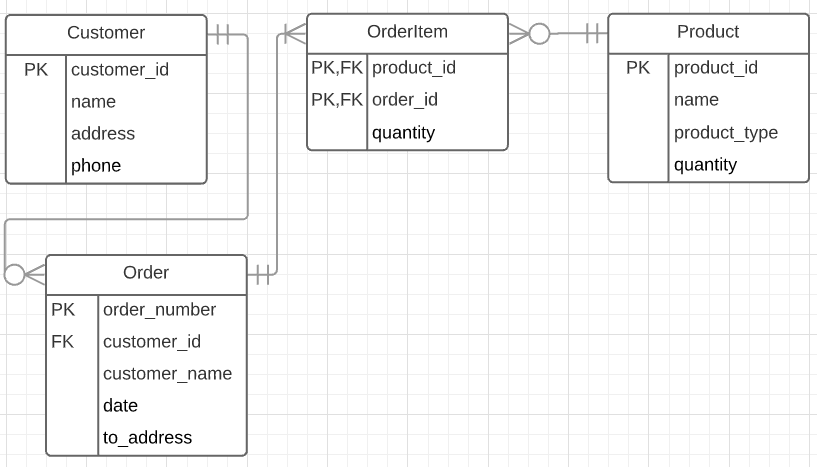 Customer
PK customer_id
name
address
phone
OrderItem
PK,FK product_id
PK,FK order_id
quantity
Product
PK product_id
name
product_type
quantity
Order
PK order_number
FK customer_id
customer_name
date
to_address